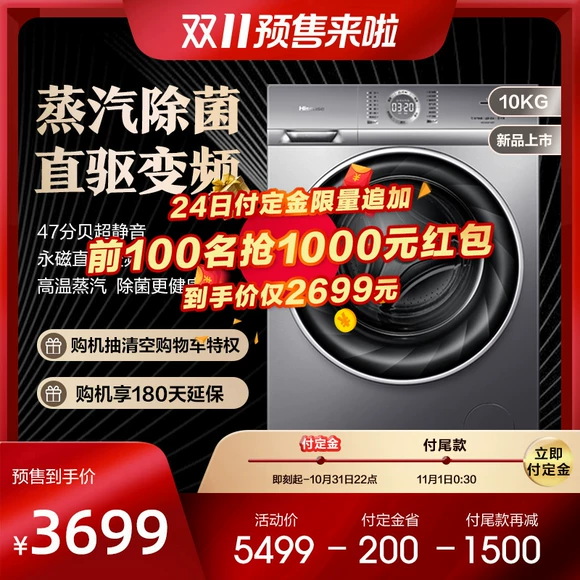 双11预售来啦
蒸汽除菌
直驱变频
10KG
新品上市
Hisense
03:20
24日付定金限量追加
前100名抢1000元红包
到手价仅2699元
47分贝超静音
永磁直
高温蒸汽 除菌更健康
购机抽清空购物车特权
购机享180天延保
付定金
付尾款
即刻起-10月31日22点
11月1日0:30
立即
付定金
预售到手价
¥3699
活动价
付定金省
付尾款再减
5499-200-1500